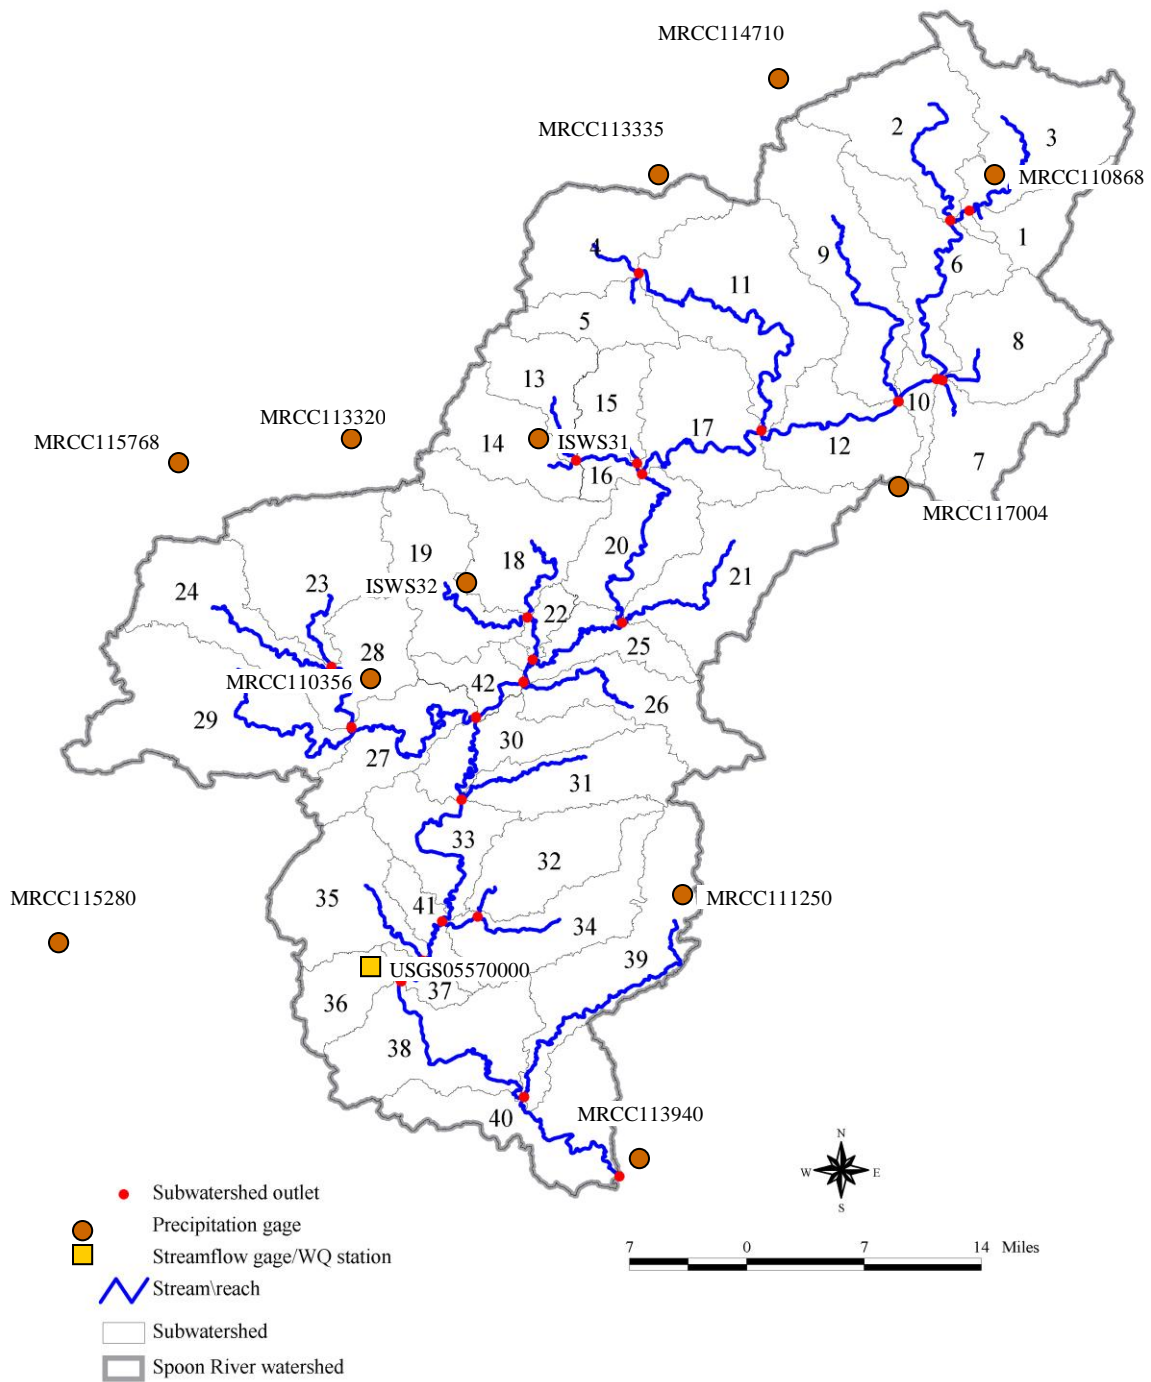 MRCC114710
MRCC113335
2
3
MRCC110868
1
9
6
4
11
5
8
13
15
10
MRCC113320
MRCC115768
14
ISWS31
17
12
7
16
MRCC117004
19
18
20
21
24
23
ISWS32
22
25
28
MRCC110356
42
26
29
30
27
31
33
32
35
MRCC115280
41
MRCC111250
34
39
USGS05570000
36
37
38
MRCC113940
40
N
W
E
S
Subwatershed outlet
Precipitation gage
Streamflow gage/WQ station
7 0 7 14 Miles
Stream\reach
Subwatershed
Spoon River watershed